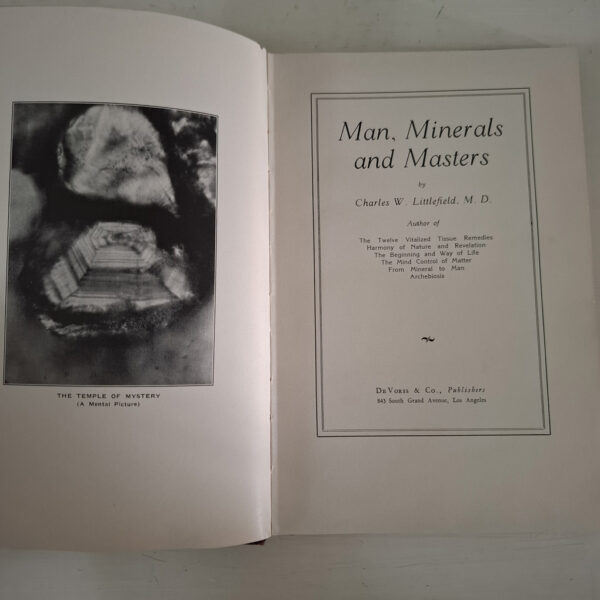 THE TEMPLE OF MYSTERY
(A Mental Picture)
Man, Minerals
and Masters
by
Charles W. Littlefield, M. D.
Author of
The Twelve Vitalized Tissue Remedies
Harmony of Nature and Revelation
The Beginning and Way of Life
The Mind Control of Matter
From Mineral to Man
Archebiosis
DeVorss & Co., Publishers
843 South Grand Avenue, Los Angeles